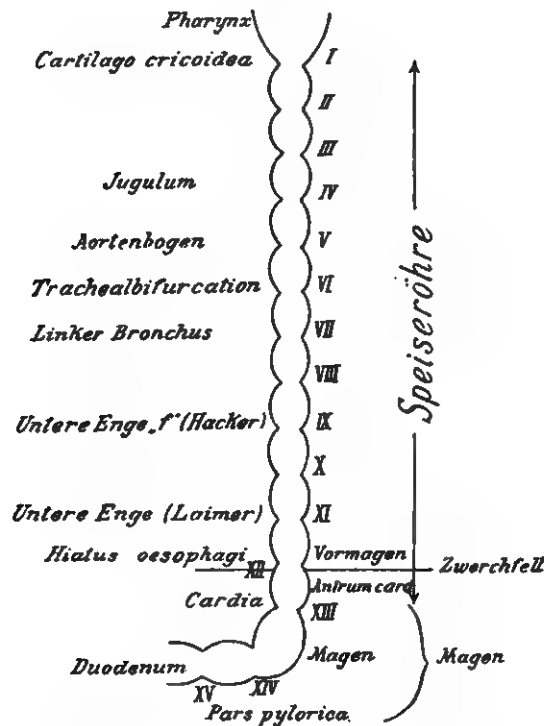 Pharynx
Cartilago cricoidea I
II
III
Jugulum IV
Aortenbogen V
Trachealbifurcation VI
Linker Bronchus VII
VIII
Untere Enge „f" (Hacker) IX
X
Untere Enge (Laimer) XI
Hiatus oesophagi Vormagen
XII Zwerchfell
Antrum card
Cardia XIII
Duodenum Magen Magen
XV XIV
Pars pylorica.
Speiseröhre